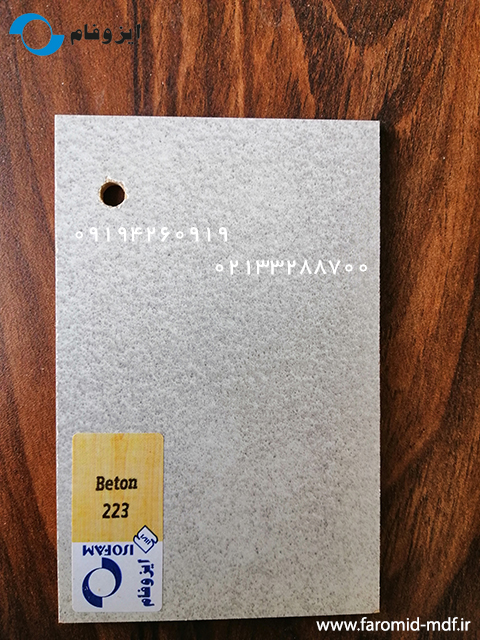 ایزوفام
۰۹۱۹۴۲۶۰۹۱۹
۰۲۱۳۳۲۸۸۷۰۰
Beton
223
ISOFAM
ایزوفام
www.faromid-mdf.ir